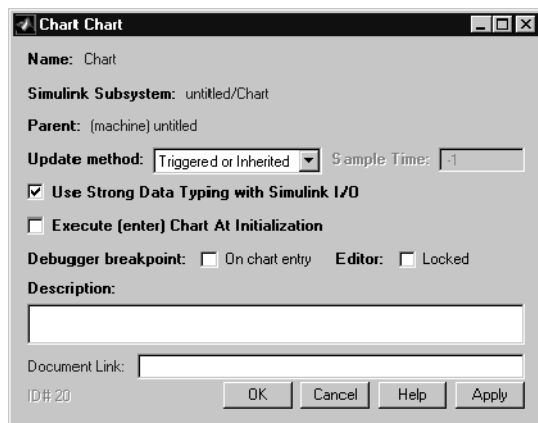 Chart Chart
Name: Chart
Simulink Subsystem: untitled/Chart
Parent: (machine) untitled
Update method: Triggered or Inherited Sample Time: -1
Use Strong Data Typing with Simulink I/O
Execute (enter) Chart At Initialization
Debugger breakpoint: On chart entry Editor: Locked
Description:
Document Link:
ID# 20 OK Cancel Help Apply